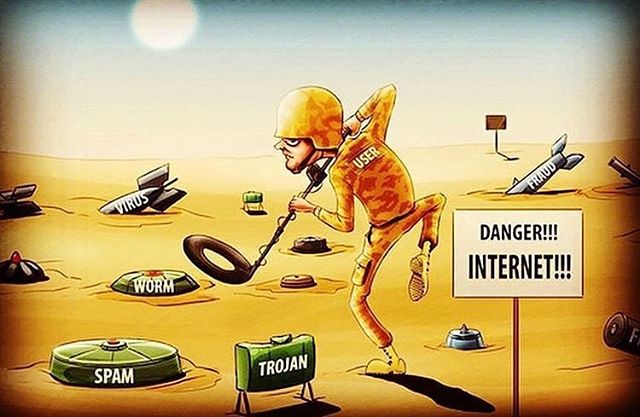 USER
VIRUS
FRAUD
DANGER!!!
INTERNET!!!
WORM
SPAM
TROJAN